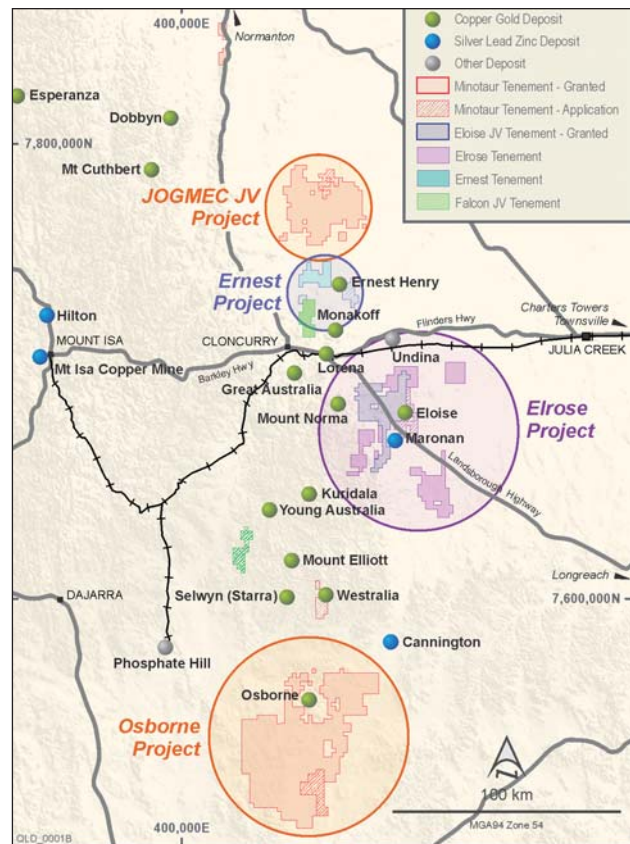 400,000E
Normanton
Copper Gold Deposit
Silver Lead Zinc Deposit
Other Deposit
Minotaur Tenement - Granted
Minotaur Tenement - Application
Eloise JV Tenement - Granted
Elrose Tenement
Ernest Tenement
Falcon JV Tenement
Esperanza
Dobbyn
7,800,000N
Mt Cuthbert
JOGMEC JV
Project
Ernest
Project
Ernest Henry
Hilton
Monakoff
Flinders Hwy
Charters Towers
Townsville
MOUNT ISA
CLONCURRY
Undina
JULIA CREEK
Mt Isa Copper Mine
Barkley Hwy
Lorena
Great Australia
Mount Norma
Eloise
Elrose
Project
Maronan
Landsborough Highway
Kuridala
Young Australia
Mount Elliott
Longreach
DAJARRA
Selwyn (Starra)
Westralia
7,600,000N
Cannington
Phosphate Hill
Osborne
Osborne
Project
100 km
MGA94 Zone 54
QLD_0001B
400,000E